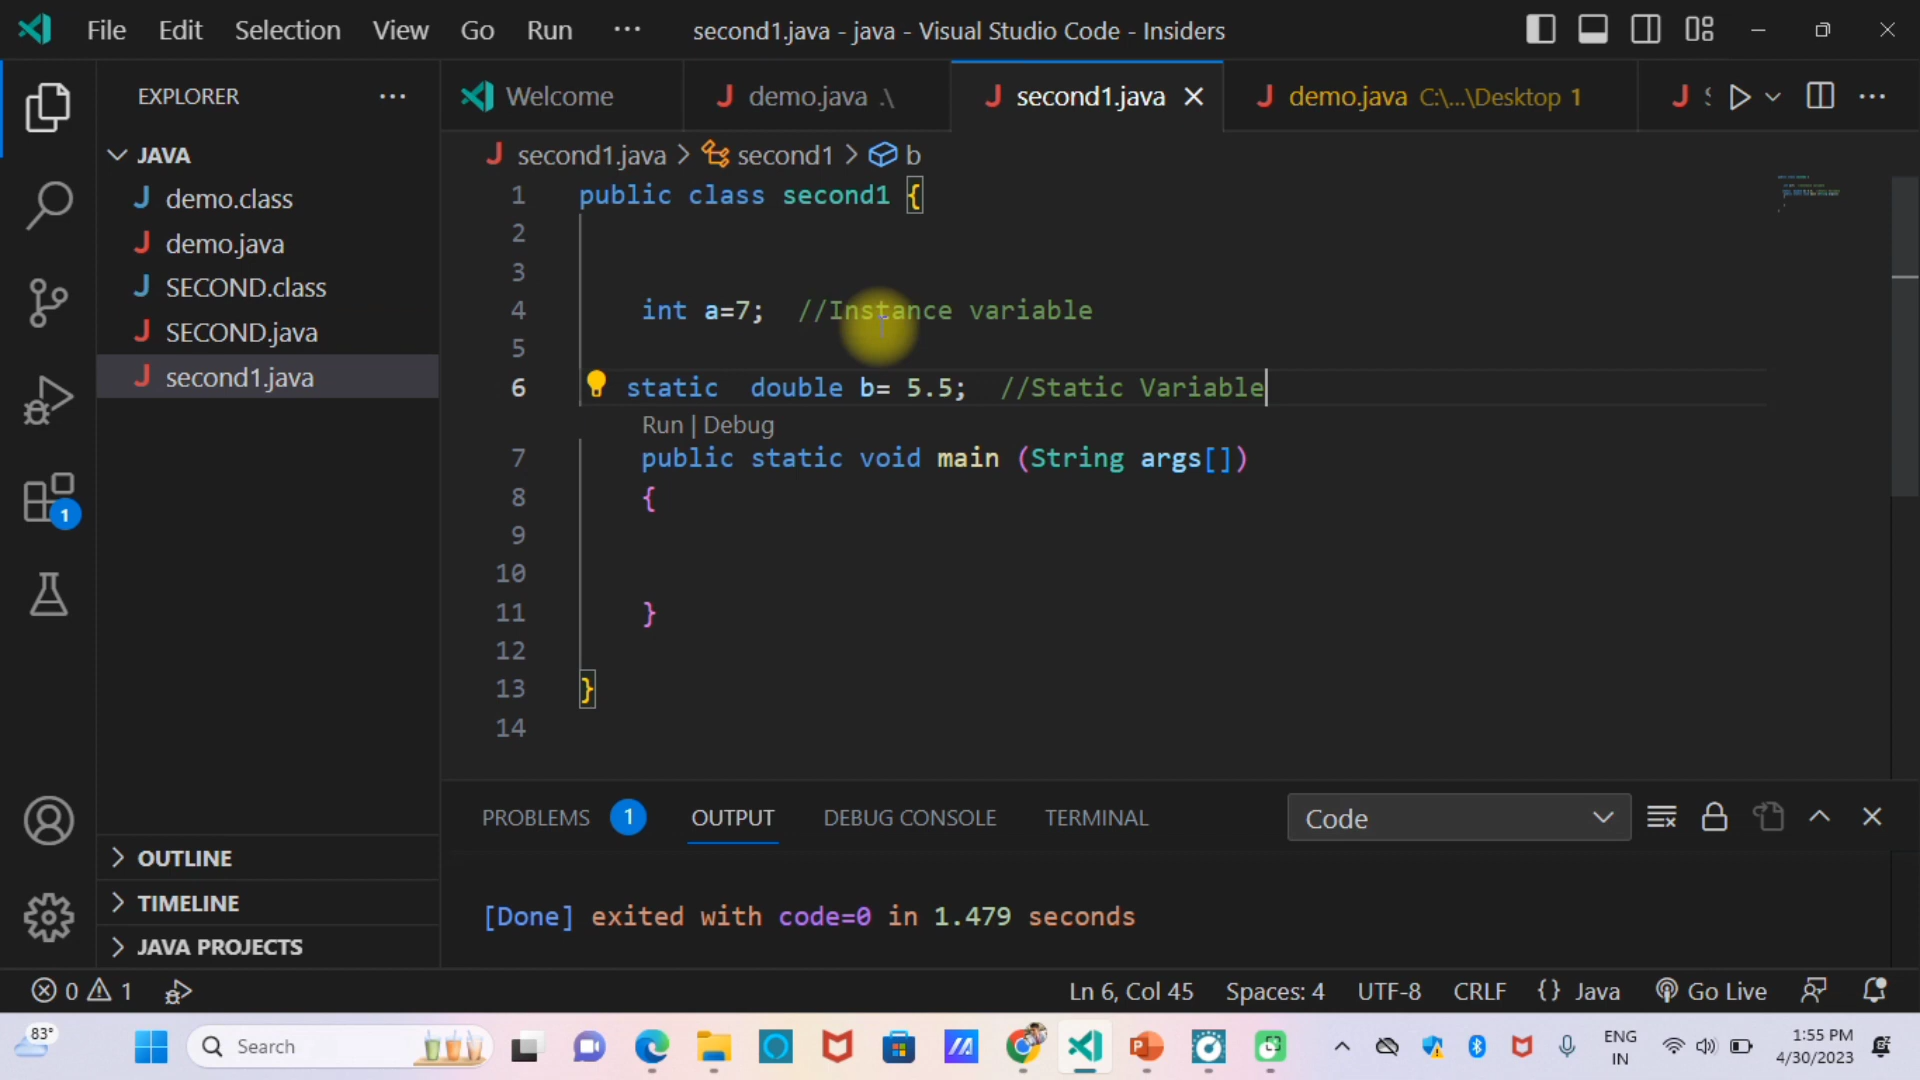 File Edit Selection View Go Run ··· second1.java - java - Visual Studio Code - Insiders
EXPLORER ···
Welcome demo.java .\ second1.java demo.java C:\...\Desktop 1
JAVA
demo.class
demo.java
SECOND.class
SECOND.java
second1.java
OUTLINE
TIMELINE
JAVA PROJECTS
1
second1.java > second1 > b
1 public class second1 {
2
3
4 int a=7; //Instance variable
5
6 static double b= 5.5; //Static Variable
Run | Debug
7 public static void main (String args[])
8 {
9
10
11 }
12
13 }
14
PROBLEMS 1 OUTPUT DEBUG CONSOLE TERMINAL Code
[Done] exited with code=0 in 1.479 seconds
0 1 Ln 6, Col 45 Spaces: 4 UTF-8 CRLF {} Java Go Live
83° Search ENG IN 1:55 PM 4/30/2023